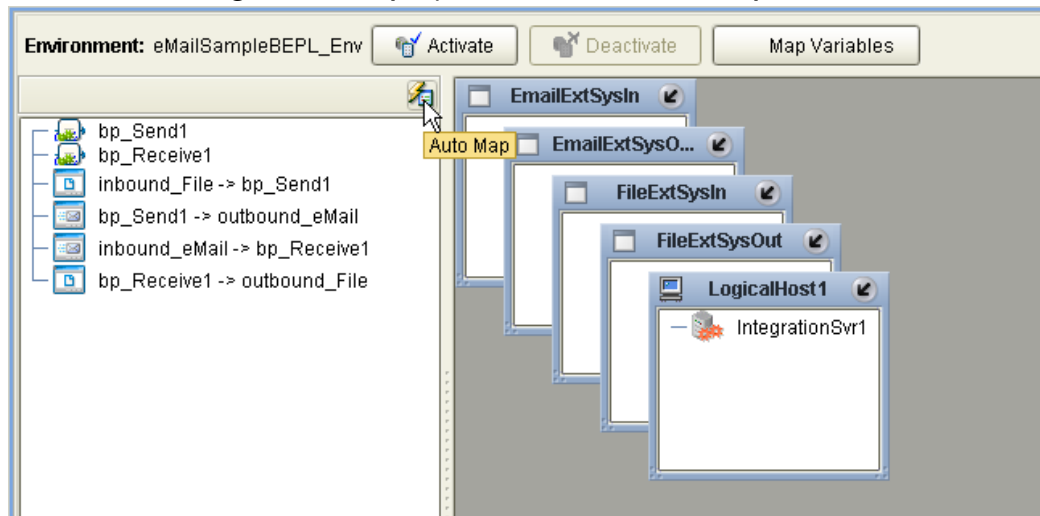 Environment: eMailSampleBEPL_Env Activate Deactivate Map Variables
Auto Map
bp_Send1
bp_Receive1
inbound_File -> bp_Send1
bp_Send1 -> outbound_eMail
inbound_eMail -> bp_Receive1
bp_Receive1 -> outbound_File
EmailExtSysIn
EmailExtSysO...
FileExtSysIn
FileExtSysOut
LogicalHost1
IntegrationSvr1